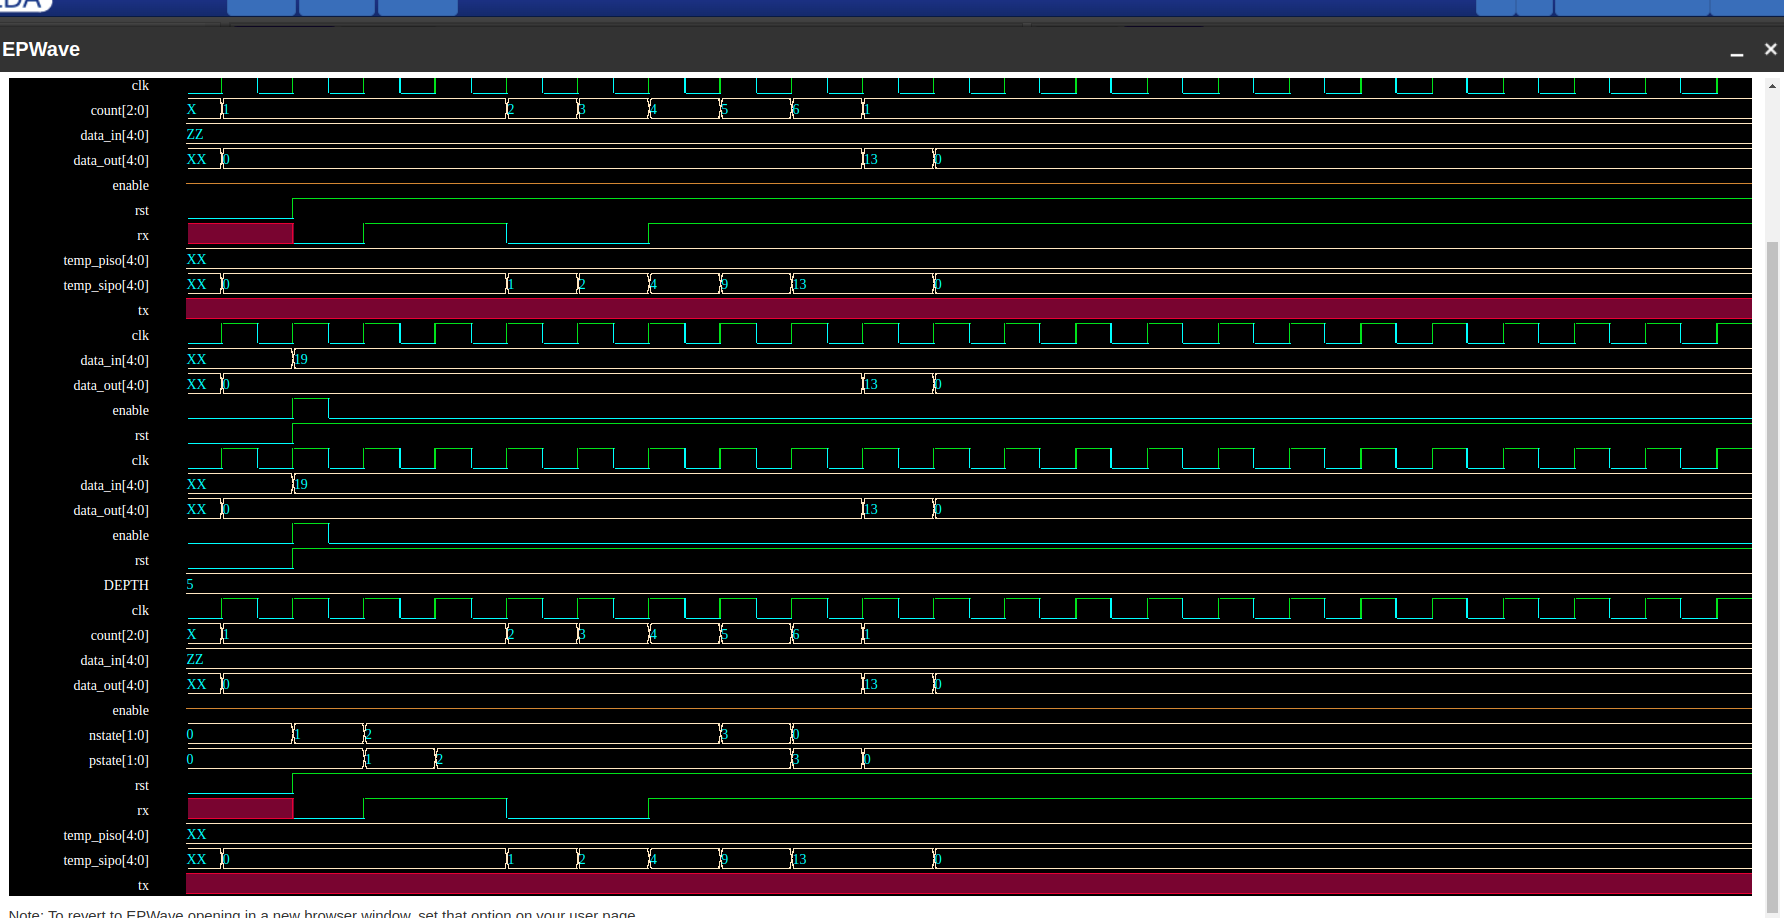 EDA
EPWave
clk
count[2:0] X 1 2 3 4 5 6 1
data_in[4:0] ZZ
data_out[4:0] XX 0 13 0
enable
rst
rx
temp_piso[4:0] XX
temp_sipo[4:0] XX 0 1 2 4 9 13 0
tx
clk
data_in[4:0] XX 19
data_out[4:0] XX 0 13 0
enable
rst
clk
data_in[4:0] XX 19
data_out[4:0] XX 0 13 0
enable
rst
DEPTH 5
clk
count[2:0] X 1 2 3 4 5 6 1
data_in[4:0] ZZ
data_out[4:0] XX 0 13 0
enable
nstate[1:0] 0 1 2 3 0
pstate[1:0] 0 1 2 3 0
rst
rx
temp_piso[4:0] XX
temp_sipo[4:0] XX 0 1 2 4 9 13 0
tx
Note: To revert to EPWave opening in a new browser window, set that option on your user page.